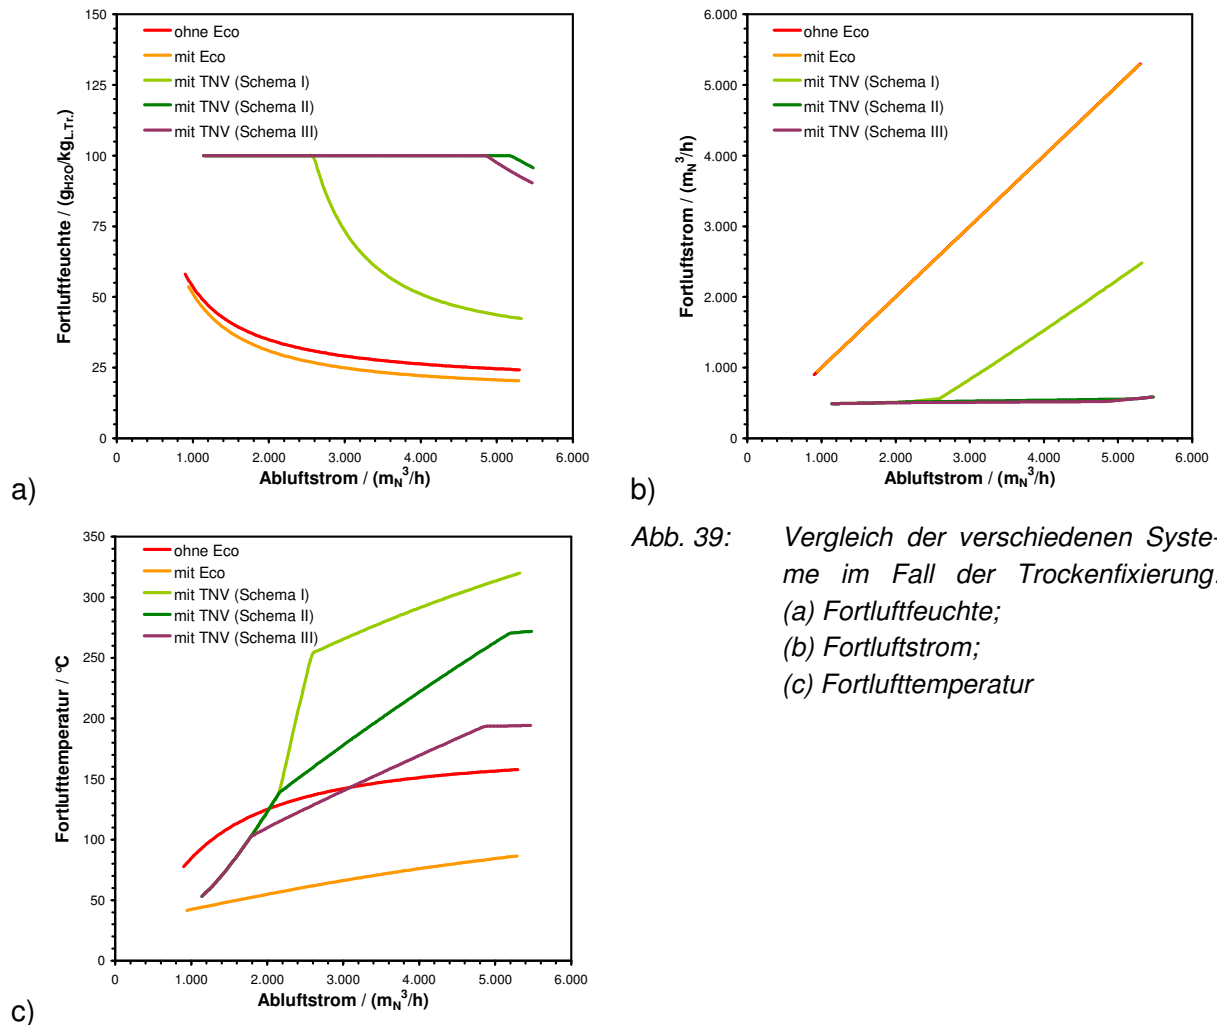 150
125
100
75
50
25
0
Fortluftfeuchte / (gH2O/kgL.Tr.)
ohne Eco
mit Eco
mit TNV (Schema I)
mit TNV (Schema II)
mit TNV (Schema III)
0 1.000 2.000 3.000 4.000 5.000 6.000
Abluftstrom / (mN³/h)
a)
6.000
5.000
4.000
3.000
2.000
1.000
0
Fortluftstrom / (mN³/h)
ohne Eco
mit Eco
mit TNV (Schema I)
mit TNV (Schema II)
mit TNV (Schema III)
0 1.000 2.000 3.000 4.000 5.000 6.000
Abluftstrom / (mN³/h)
b)
350
300
250
200
150
100
50
0
Fortlufttemperatur / °C
ohne Eco
mit Eco
mit TNV (Schema I)
mit TNV (Schema II)
mit TNV (Schema III)
0 1.000 2.000 3.000 4.000 5.000 6.000
Abluftstrom / (mN³/h)
c)
Abb. 39: Vergleich der verschiedenen Syste-
me im Fall der Trockenfixierung.
(a) Fortluftfeuchte;
(b) Fortluftstrom;
(c) Fortlufttemperatur